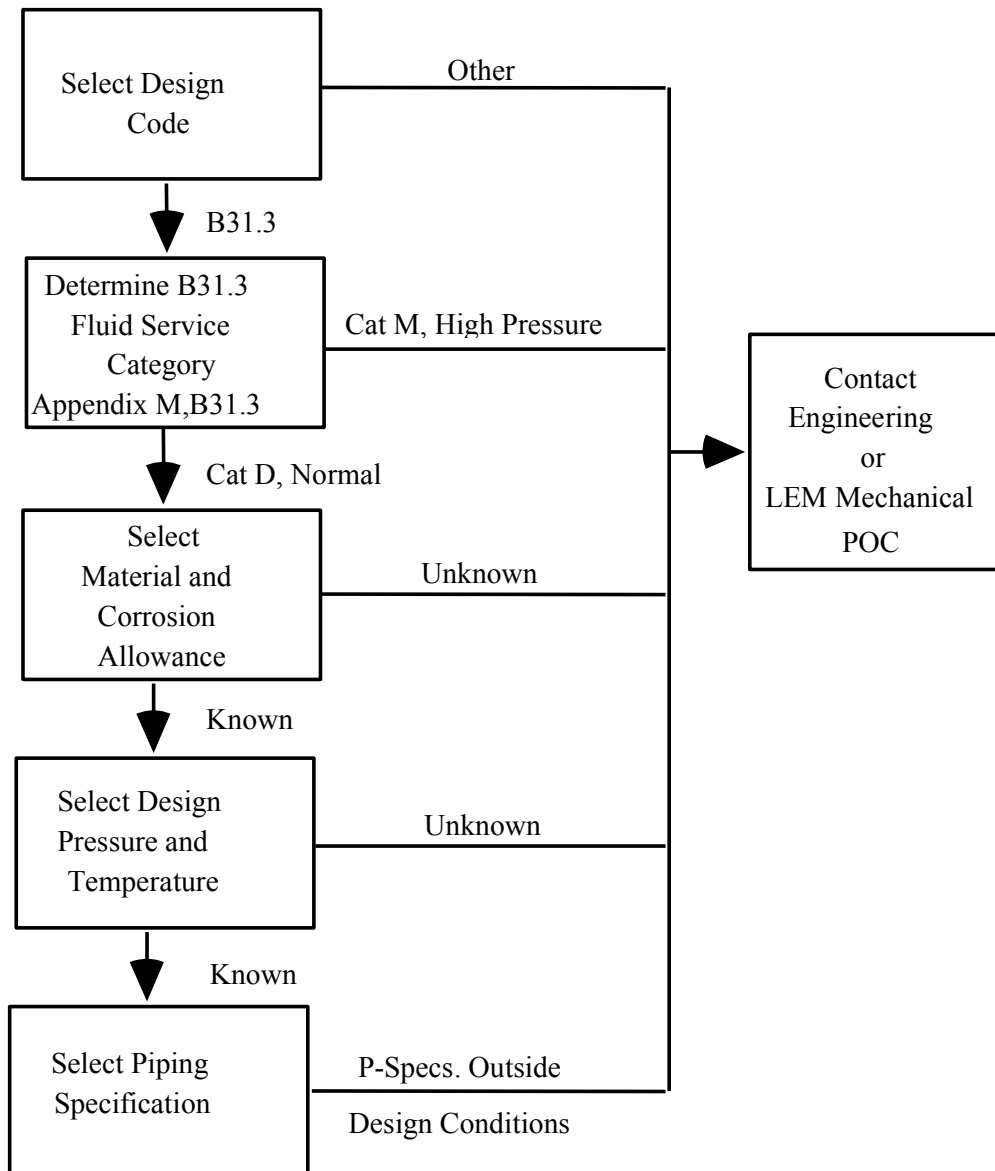 Select Design
Code
Other
B31.3
Determine B31.3
Fluid Service
Category
Appendix M,B31.3
Cat M, High Pressure
Contact
Engineering
or
LEM Mechanical
POC
Cat D, Normal
Select
Material and
Corrosion
Allowance
Unknown
Known
Select Design
Pressure and
Temperature
Unknown
Known
Select Piping
Specification
P-Specs. Outside
Design Conditions